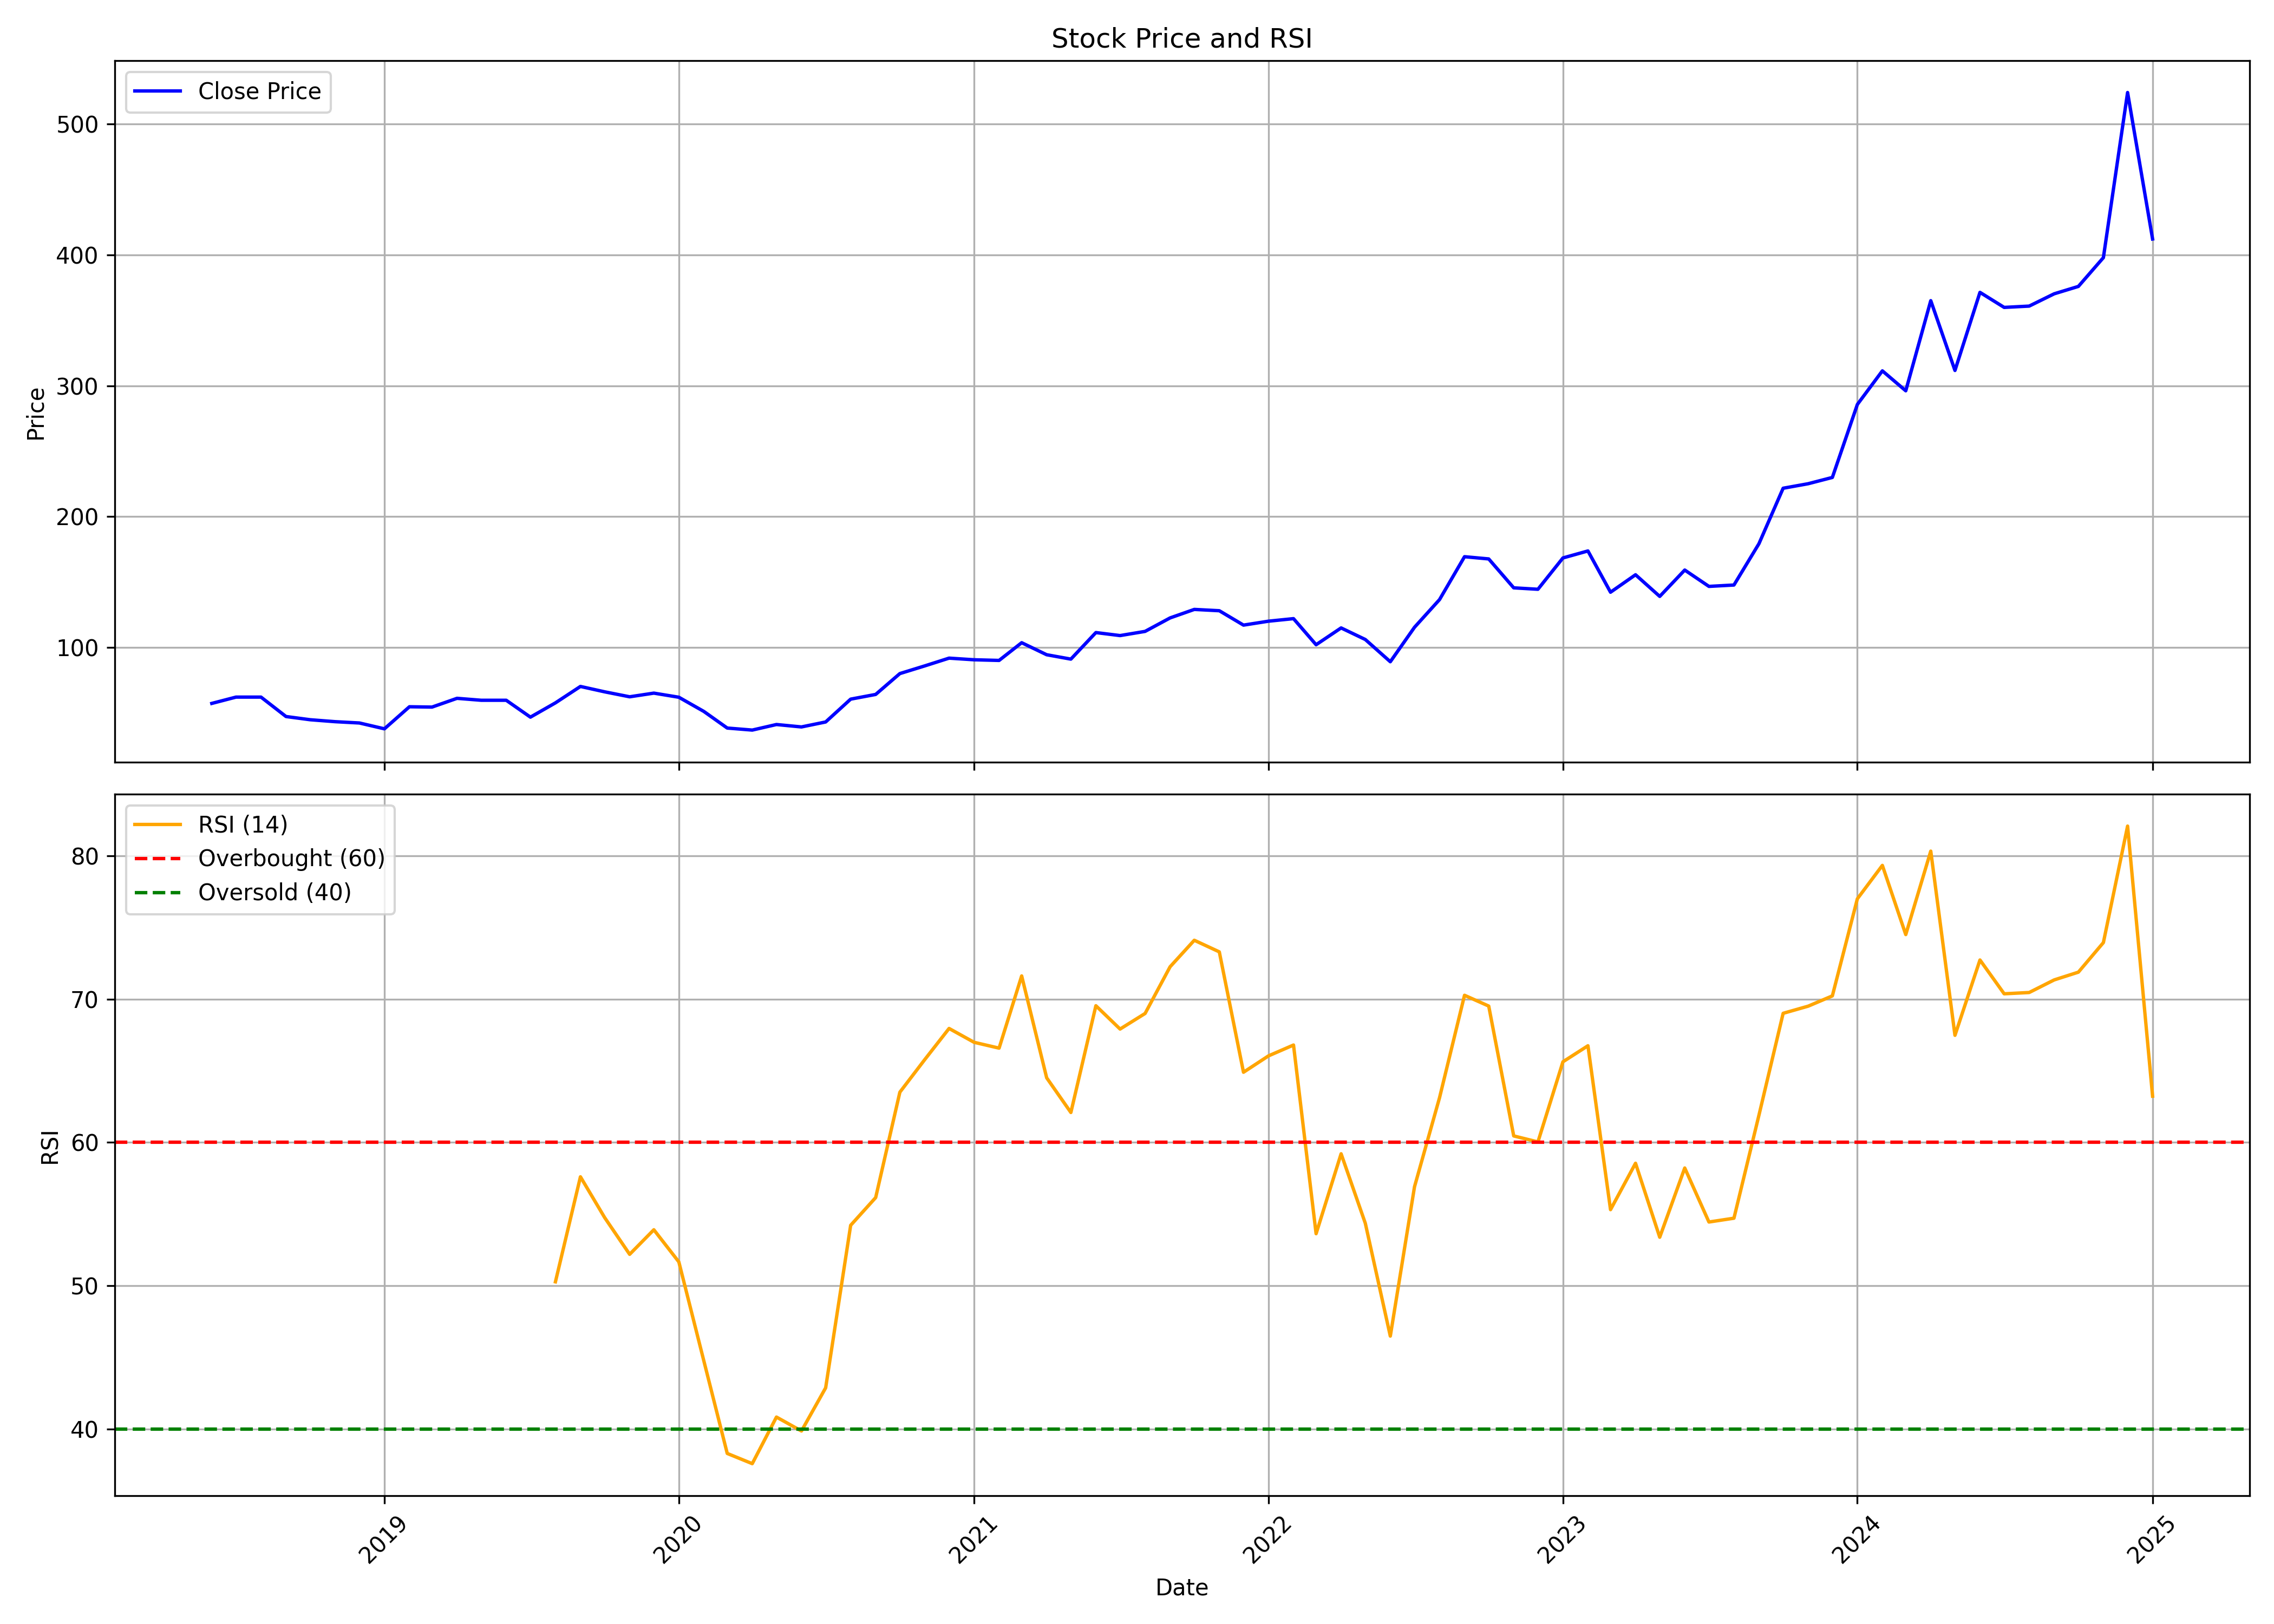 Stock Price and RSI
Close Price
500
400
300
200
100
Price
RSI (14)
Overbought (60)
Oversold (40)
80
70
60
50
40
RSI
2019
2020
2021
2022
2023
2024
2025
Date